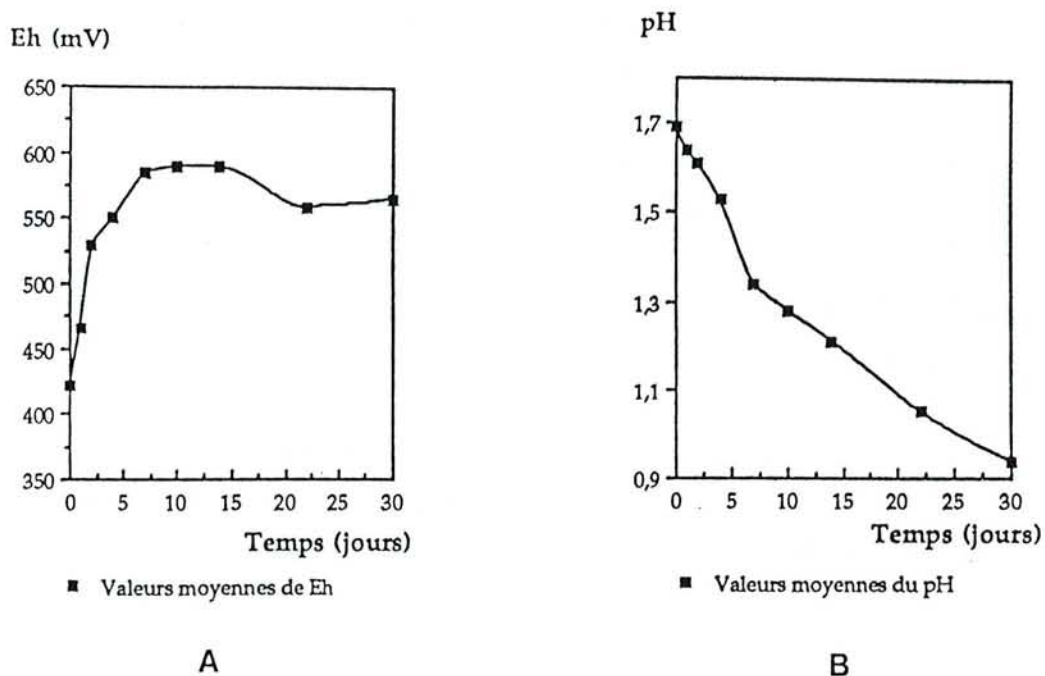 Eh (mV)
650
600
550
500
450
400
350
0 5 10 15 20 25 30
Temps (jours)
■ Valeurs moyennes de Eh
A
pH
1,7
1,5
1,3
1,1
0,9
0 5 10 15 20 25 30
Temps (jours)
■ Valeurs moyennes du pH
B